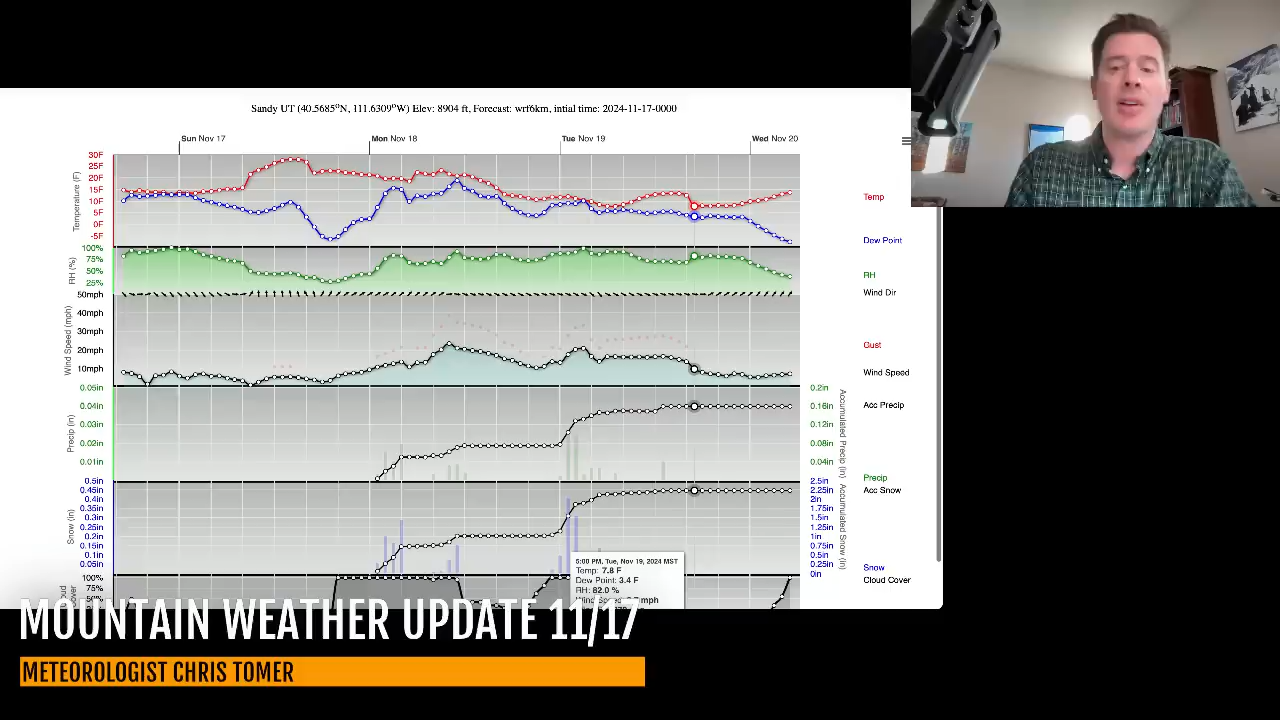 Sandy UT (40.5685ºN, 111.6309ºW) Elev: 8904 ft, Forecast: wrf6km, intial time: 2024-11-17-0000
Sun Nov 17
Mon Nov 18
Tue Nov 19
Wed Nov 20
Temperature (F)
30F
25F
20F
15F
10F
5F
0F
-5F
Temp
Dew Point
RH (%)
100%
75%
50%
25%
RH
Wind Dir
Wind Speed (mph)
50mph
40mph
30mph
20mph
10mph
Gust
Wind Speed
Precip (in)
0.05in
0.04in
0.03in
0.02in
0.01in
0.2in
0.16in
0.12in
0.08in
0.04in
Accumulated Precip (in)
Acc Precip
Precip
Snow (in)
0.5in
0.45in
0.4in
0.35in
0.3in
0.25in
0.2in
0.15in
0.1in
0.05in
2.5in
2.25in
2in
1.75in
1.5in
1.25in
1in
0.75in
0.5in
0.25in
0in
Accumulated Snow (in)
Acc Snow
Snow
Cloud Cover
100%
75%
5:00 PM, Tue, Nov 19, 2024 MST
Temp: 7.8 F
Dew Point: 3.4 F
RH: 82.0 %
MOUNTAIN WEATHER UPDATE 11/17
METEOROLOGIST CHRIS TOMER